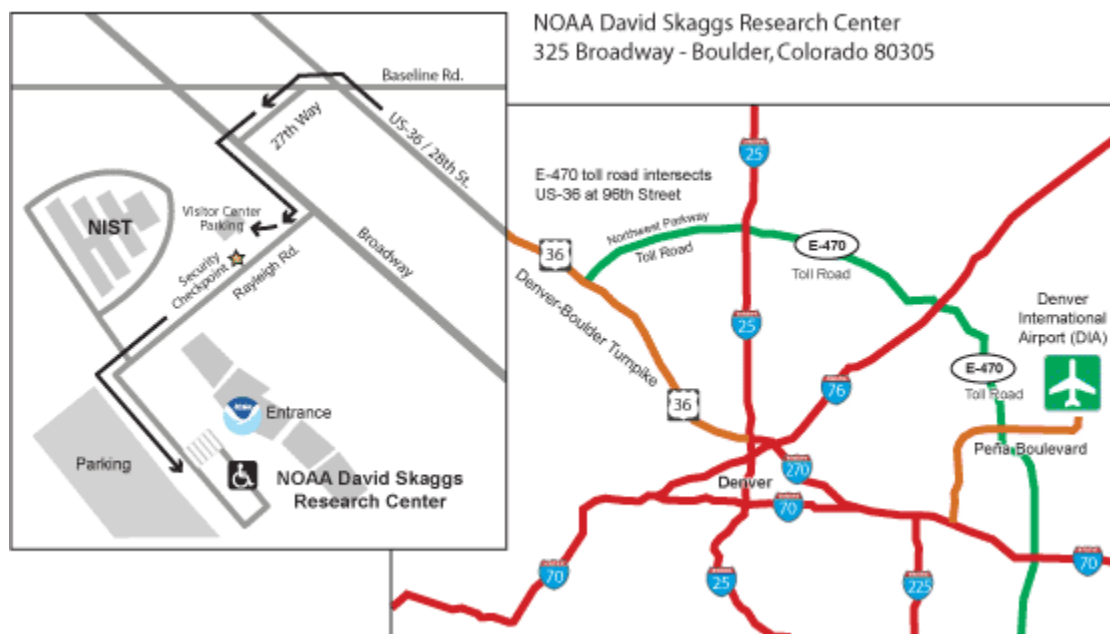 NOAA David Skaggs Research Center
325 Broadway - Boulder, Colorado 80305
Baseline Rd.
27th Way
US-36 / 28th St.
NIST
Visitor Center
Parking
Security
Checkpoint
Rayleigh Rd.
Broadway
Entrance
Parking
NOAA David Skaggs
Research Center
E-470 toll road intersects
US-36 at 96th Street
25
36
Northwest Parkway
Toll Road
E-470
Toll Road
Denver-Boulder Turnpike
25
Denver
International
Airport (DIA)
E-470
Toll Road
76
36
Peña Boulevard
270
Denver
70
70
25
225
70